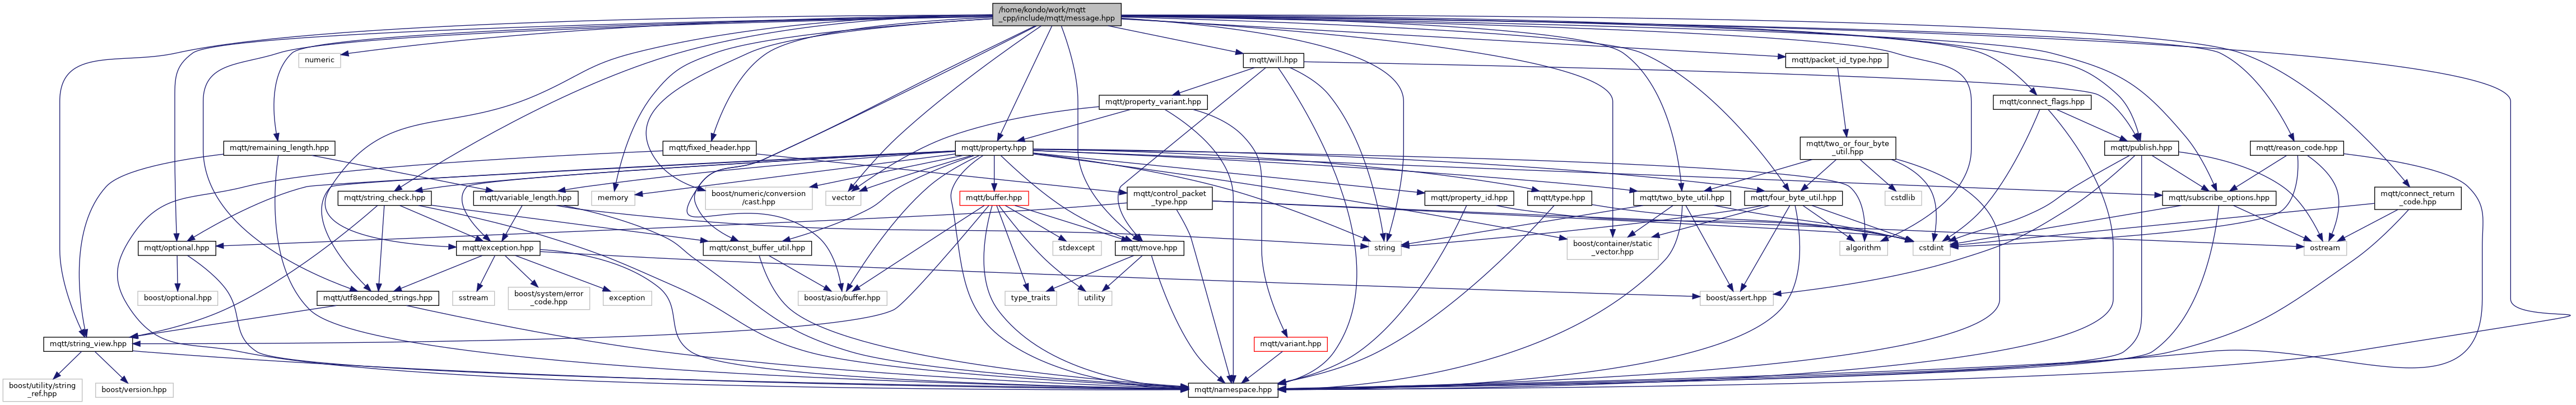 /home/kondo/work/mqtt
_cpp/include/mqtt/message.hpp
numeric
mqtt/will.hpp
mqtt/packet_id_type.hpp
mqtt/property_variant.hpp
mqtt/connect_flags.hpp
mqtt/remaining_length.hpp
mqtt/fixed_header.hpp
mqtt/property.hpp
mqtt/two_or_four_byte
_util.hpp
mqtt/publish.hpp
mqtt/reason_code.hpp
mqtt/string_check.hpp
mqtt/variable_length.hpp
memory
boost/numeric/conversion
/cast.hpp
vector
mqtt/buffer.hpp
mqtt/control_packet
_type.hpp
mqtt/property_id.hpp
mqtt/type.hpp
mqtt/two_byte_util.hpp
mqtt/four_byte_util.hpp
cstdlib
mqtt/subscribe_options.hpp
mqtt/connect_return
_code.hpp
mqtt/optional.hpp
mqtt/exception.hpp
mqtt/const_buffer_util.hpp
stdexcept
mqtt/move.hpp
string
boost/container/static
_vector.hpp
algorithm
cstdint
ostream
boost/optional.hpp
mqtt/utf8encoded_strings.hpp
sstream
boost/system/error
_code.hpp
exception
boost/asio/buffer.hpp
type_traits
utility
boost/assert.hpp
mqtt/string_view.hpp
mqtt/variant.hpp
boost/utility/string
_ref.hpp
boost/version.hpp
mqtt/namespace.hpp